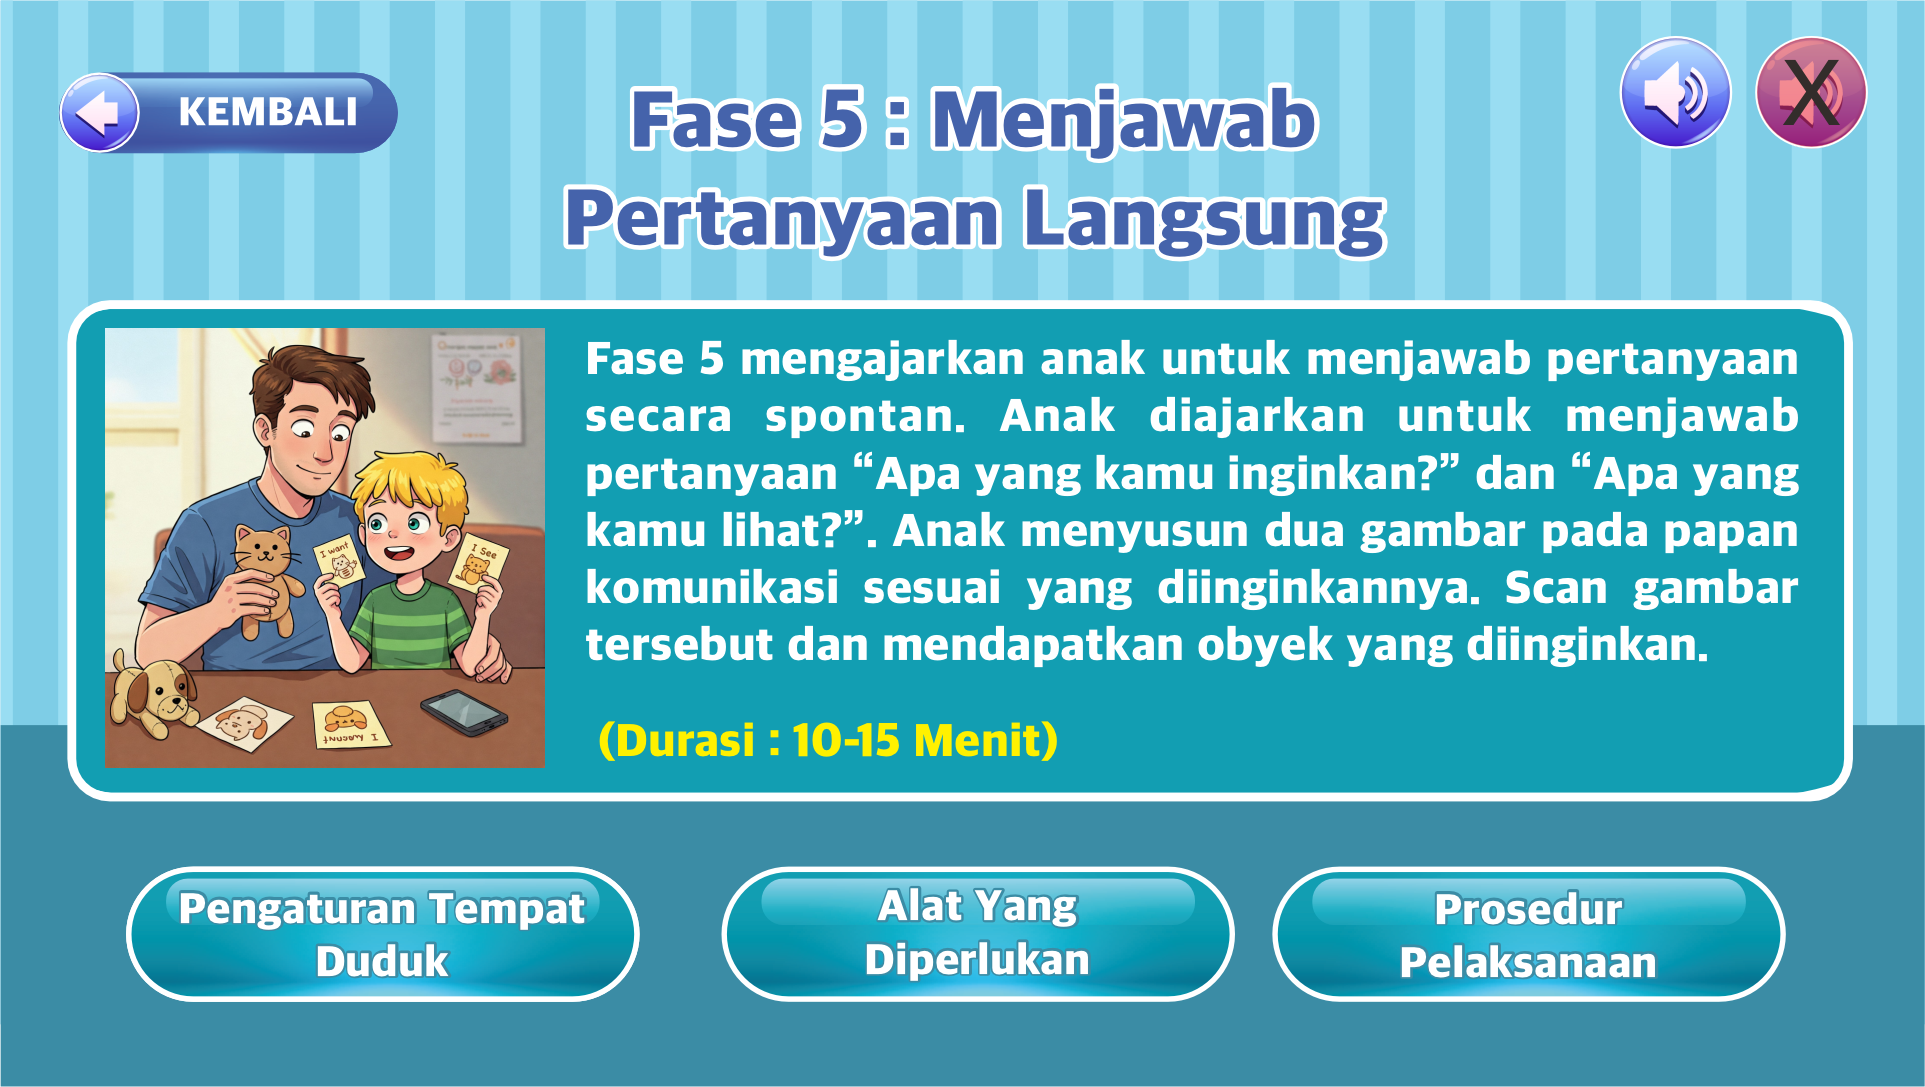 KEMBALI
Fase 5 : Menjawab
Pertanyaan Langsung
X
I want
I See
Fase 5 mengajarkan anak untuk menjawab pertanyaan
secara spontan. Anak diajarkan untuk menjawab
pertanyaan “Apa yang kamu inginkan?” dan “Apa yang
kamu lihat?”. Anak menyusun dua gambar pada papan
komunikasi sesuai yang diinginkannya. Scan gambar
tersebut dan mendapatkan obyek yang diinginkan.
(Durasi : 10-15 Menit)
Pengaturan Tempat
Duduk
Alat Yang
Diperlukan
Prosedur
Pelaksanaan